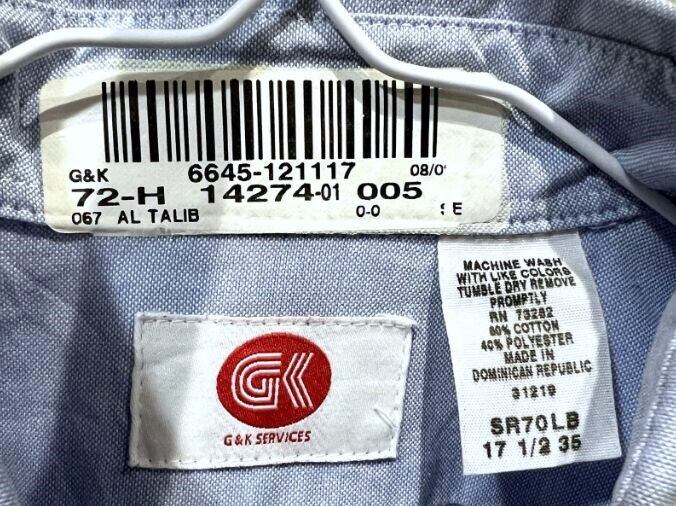 G&K 6645-121117 08/0
72-H 14274-01 005
067 AL TALIB 0-0 E
GK
G&K SERVICES
MACHINE WASH
WITH LIKE COLORS
TUMBLE DRY REMOVE
PROMPTLY
RN 73282
60% COTTON
40% POLYESTER
MADE IN
DOMINICAN REPUBLIC
31219
SR70LB
17 1/2 35